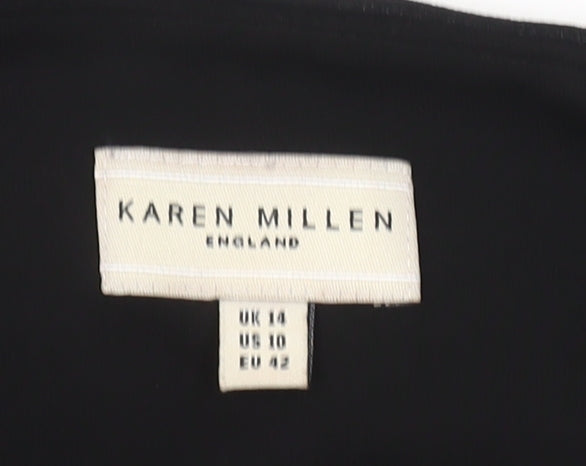 KAREN MILLEN
ENGLAND
UK 14
US 10
EU 42